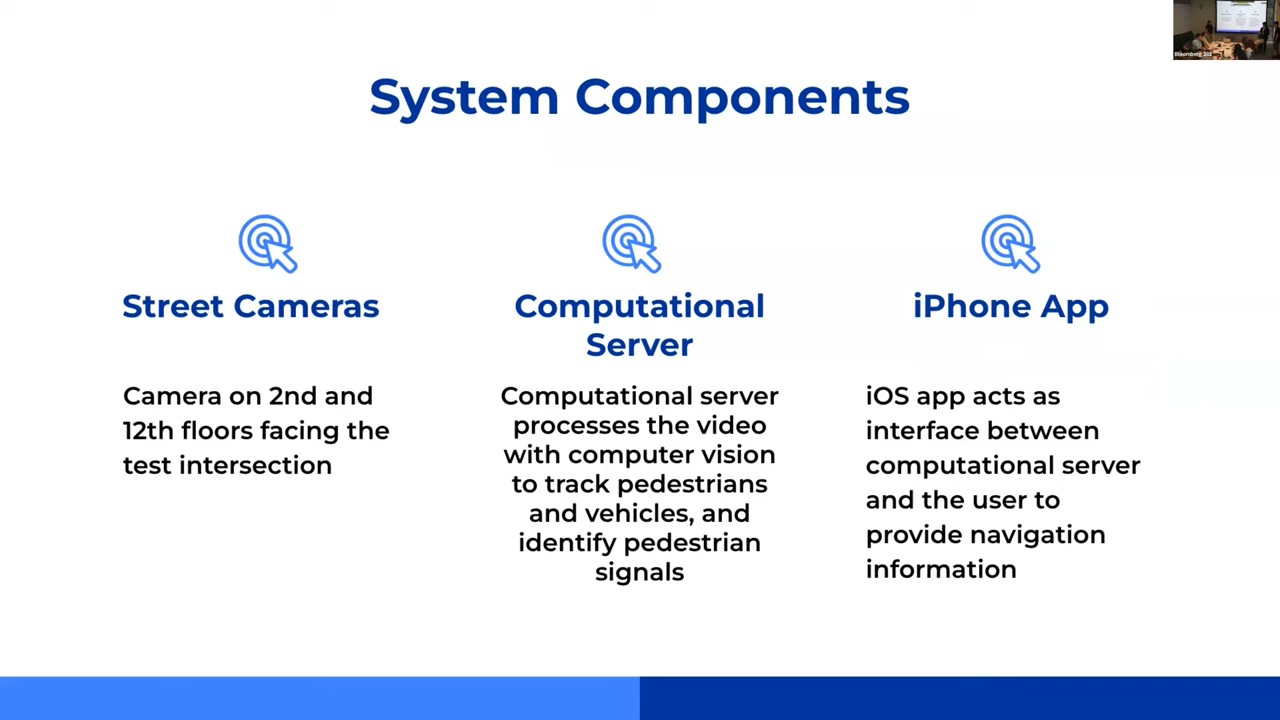 System Components
Street Cameras
Camera on 2nd and
12th floors facing the
test intersection
Computational
Server
Computational server
processes the video
with computer vision
to track pedestrians
and vehicles, and
identify pedestrian
signals
iPhone App
iOS app acts as
interface between
computational server
and the user to
provide navigation
information